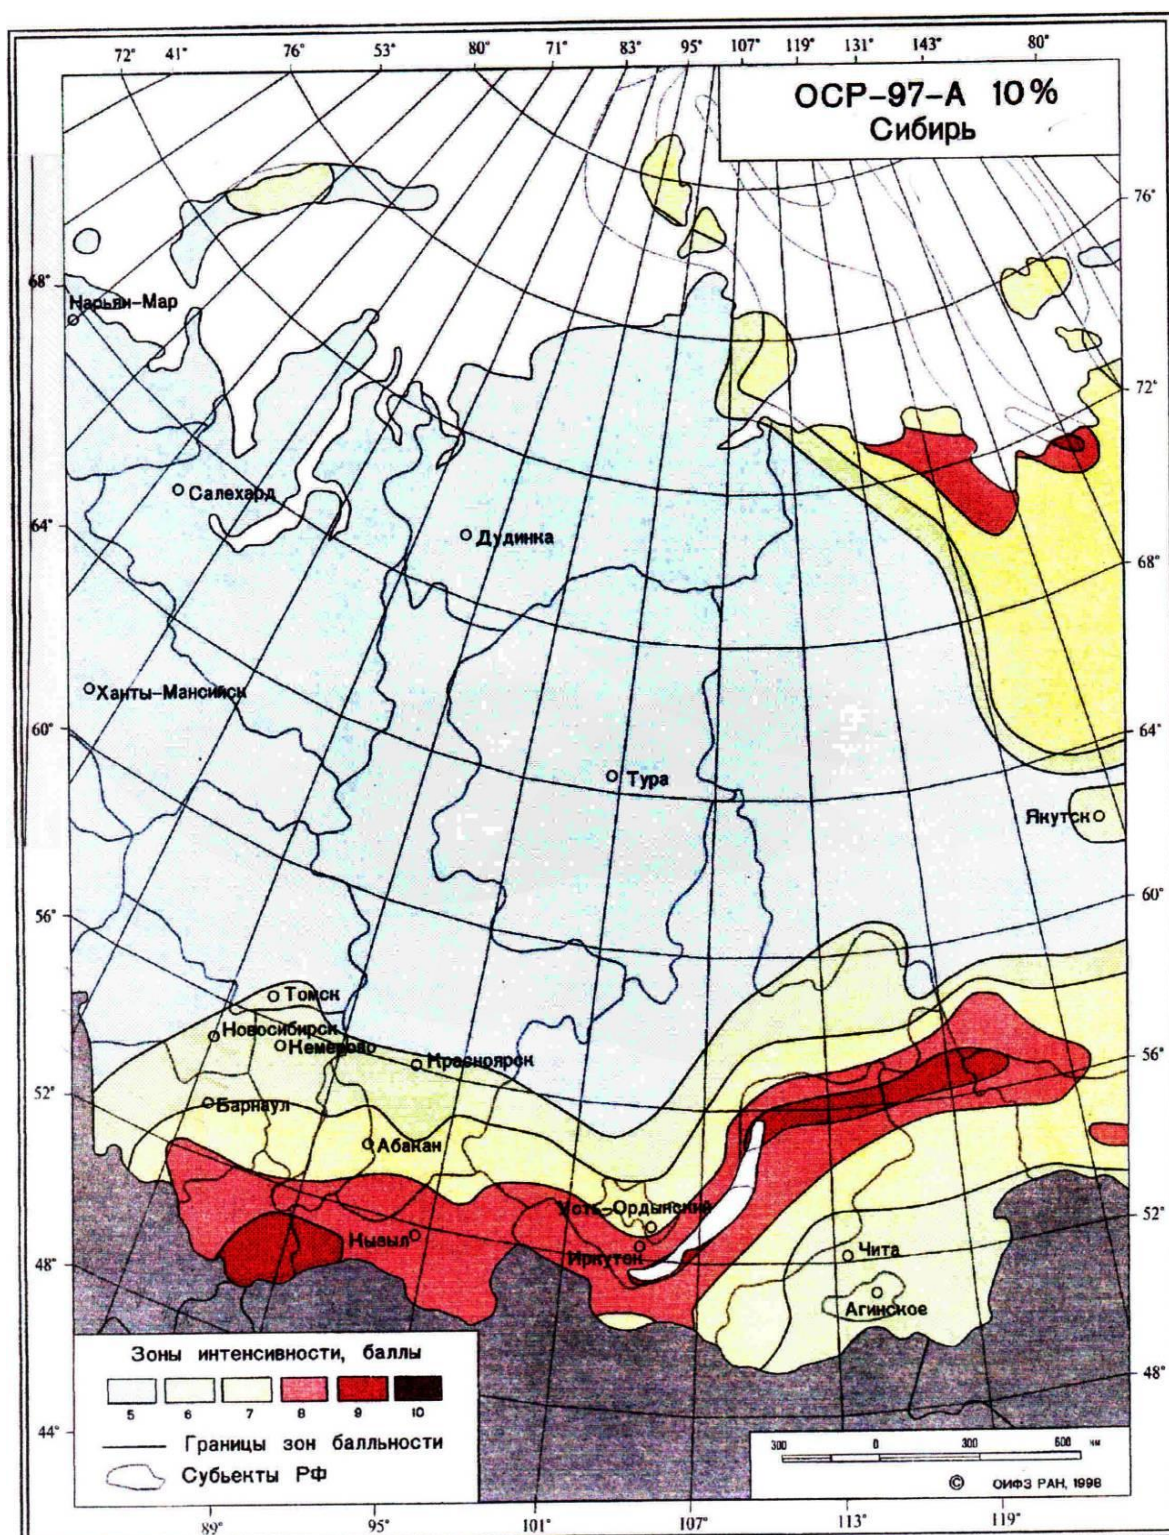 72° 41° 76° 53° 80° 71° 83° 95° 107° 119° 131° 143° 80°
ОСР-97-А 10%
Сибирь
76°
68°
Нарьян-Мар
72°
Салехард
64°
Дудинка
68°
Ханты-Мансийск
60°
64°
Тура
Якутск
60°
56°
Томск
Новосибирск
Кемерово
Красноярск
56°
52°
Барнаул
Абакан
Усть-Ордынский
52°
Кызыл
Иркутск
Чита
48°
Агинское
Зоны интенсивности, баллы
5 6 7 8 9 10
48°
44°
Границы зон балльности
Субьекты РФ
300 0 300 600 км
© ОИФЗ РАН, 1998
89° 95° 101° 107° 113° 119°